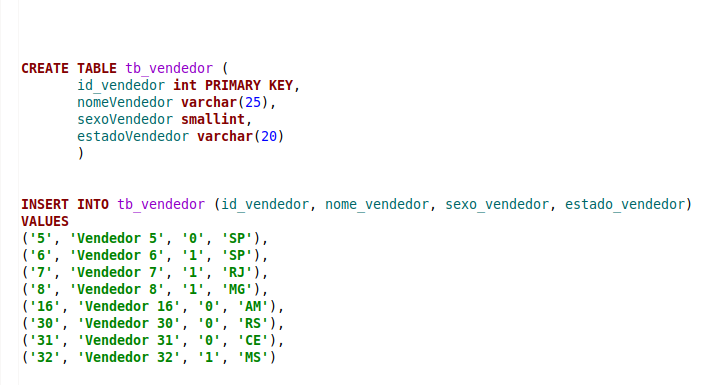 CREATE TABLE tb_vendedor (
id_vendedor int PRIMARY KEY,
nomeVendedor varchar(25),
sexoVendedor smallint,
estadoVendedor varchar(20)
)
INSERT INTO tb_vendedor (id_vendedor, nome_vendedor, sexo_vendedor, estado_vendedor)
VALUES
('5', 'Vendedor 5', '0', 'SP'),
('6', 'Vendedor 6', '1', 'SP'),
('7', 'Vendedor 7', '1', 'RJ'),
('8', 'Vendedor 8', '1', 'MG'),
('16', 'Vendedor 16', '0', 'AM'),
('30', 'Vendedor 30', '0', 'RS'),
('31', 'Vendedor 31', '0', 'CE'),
('32', 'Vendedor 32', '1', 'MS')